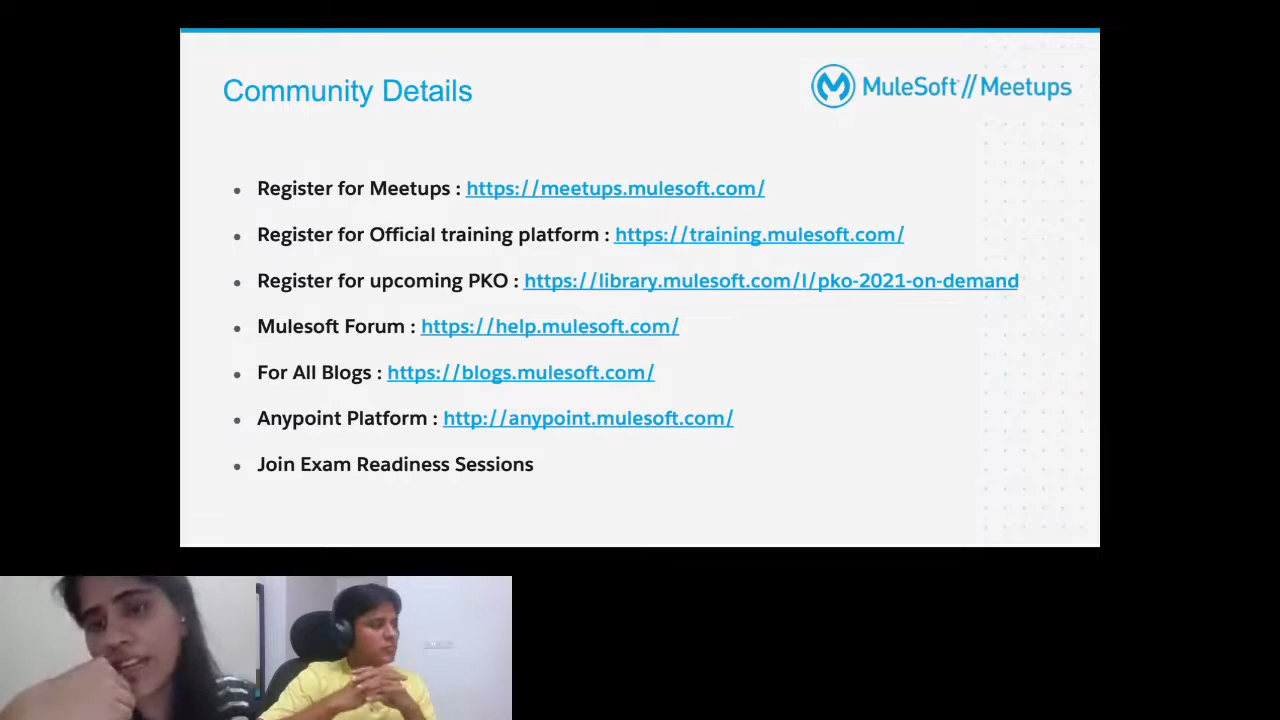 Community Details
MuleSoft // Meetups
Register for Meetups : https://meetups.mulesoft.com/
Register for Official training platform : https://training.mulesoft.com/
Register for upcoming PKO : https://library.mulesoft.com/l/pko-2021-on-demand
Mulesoft Forum : https://help.mulesoft.com/
For All Blogs : https://blogs.mulesoft.com/
Anypoint Platform : http://anypoint.mulesoft.com/
Join Exam Readiness Sessions